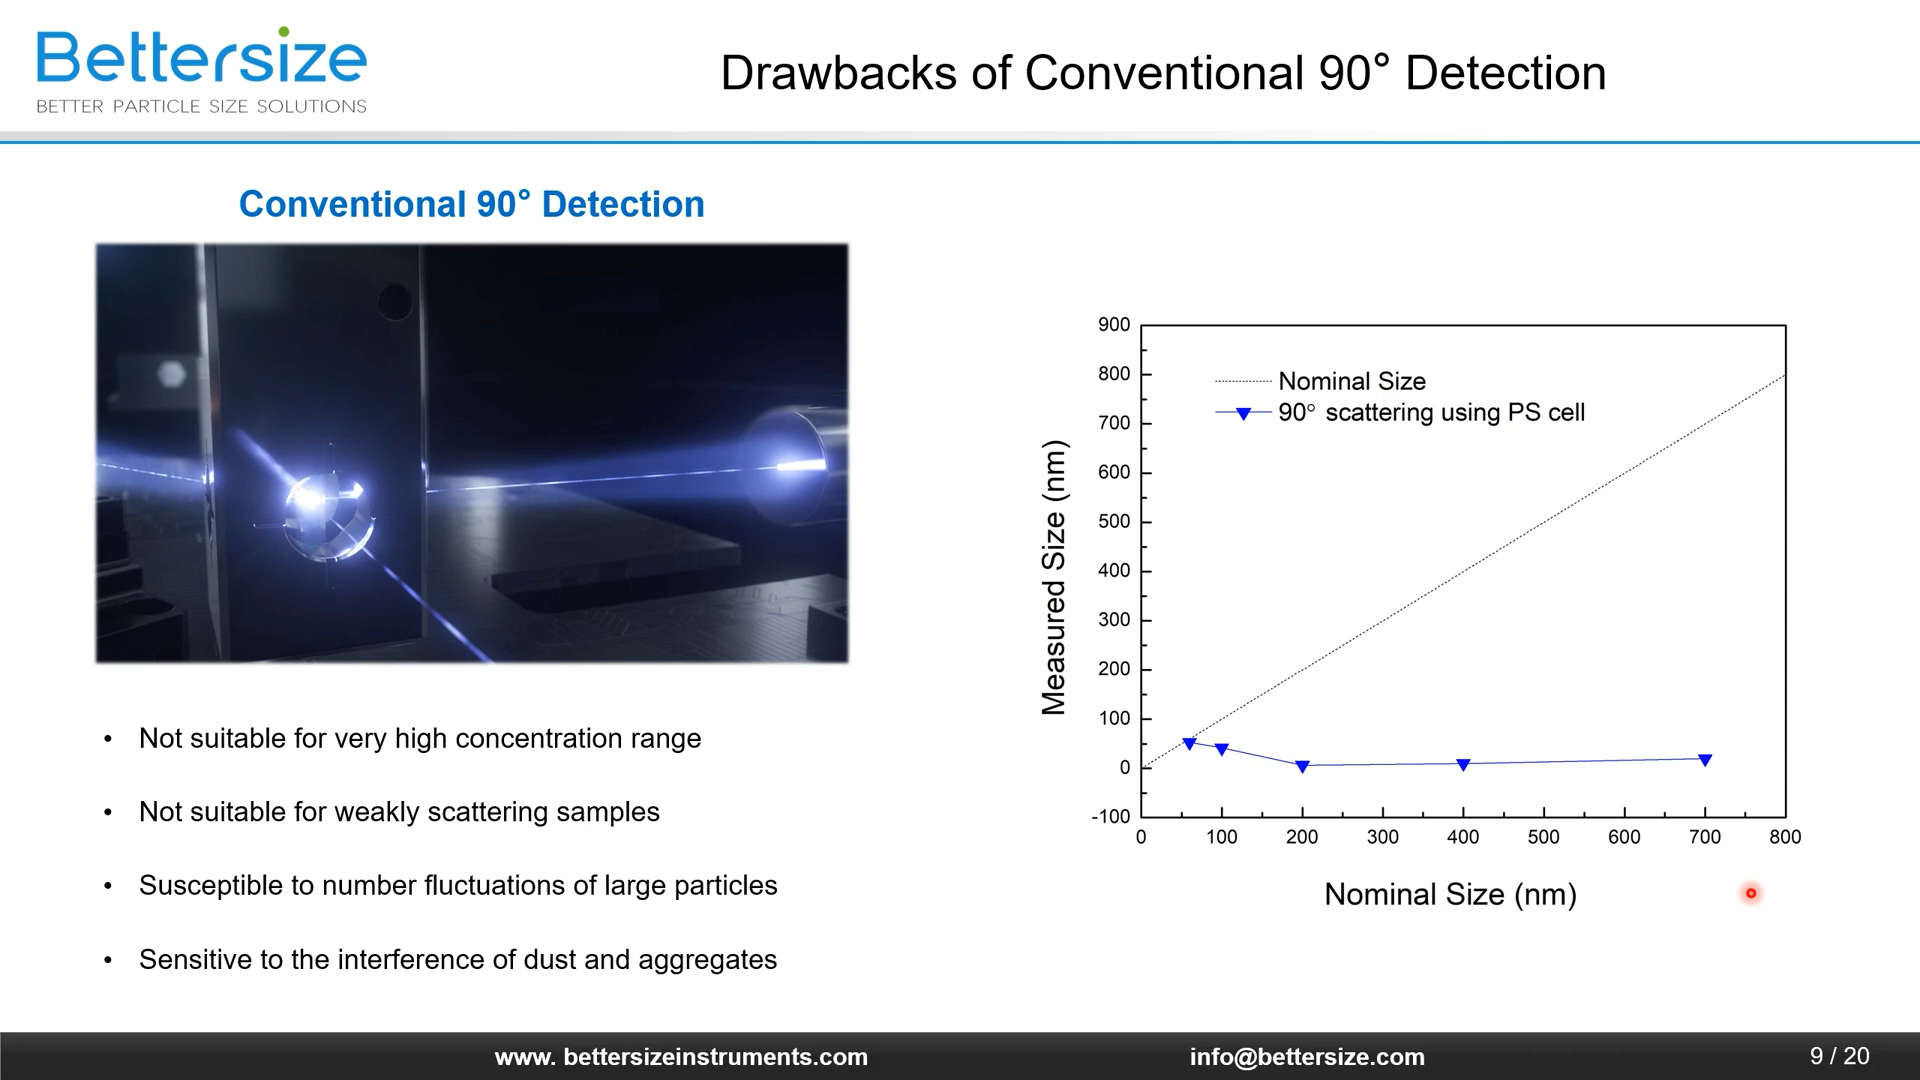 Bettersize
BETTER PARTICLE SIZE SOLUTIONS
Drawbacks of Conventional 90° Detection
Conventional 90° Detection
• Not suitable for very high concentration range
• Not suitable for weakly scattering samples
• Susceptible to number fluctuations of large particles
• Sensitive to the interference of dust and aggregates
Nominal Size
90° scattering using PS cell
Measured Size (nm)
900
800
700
600
500
400
300
200
100
0
-100
0 100 200 300 400 500 600 700 800
Nominal Size (nm)
www. bettersizeinstruments.com info@bettersize.com 9 / 20